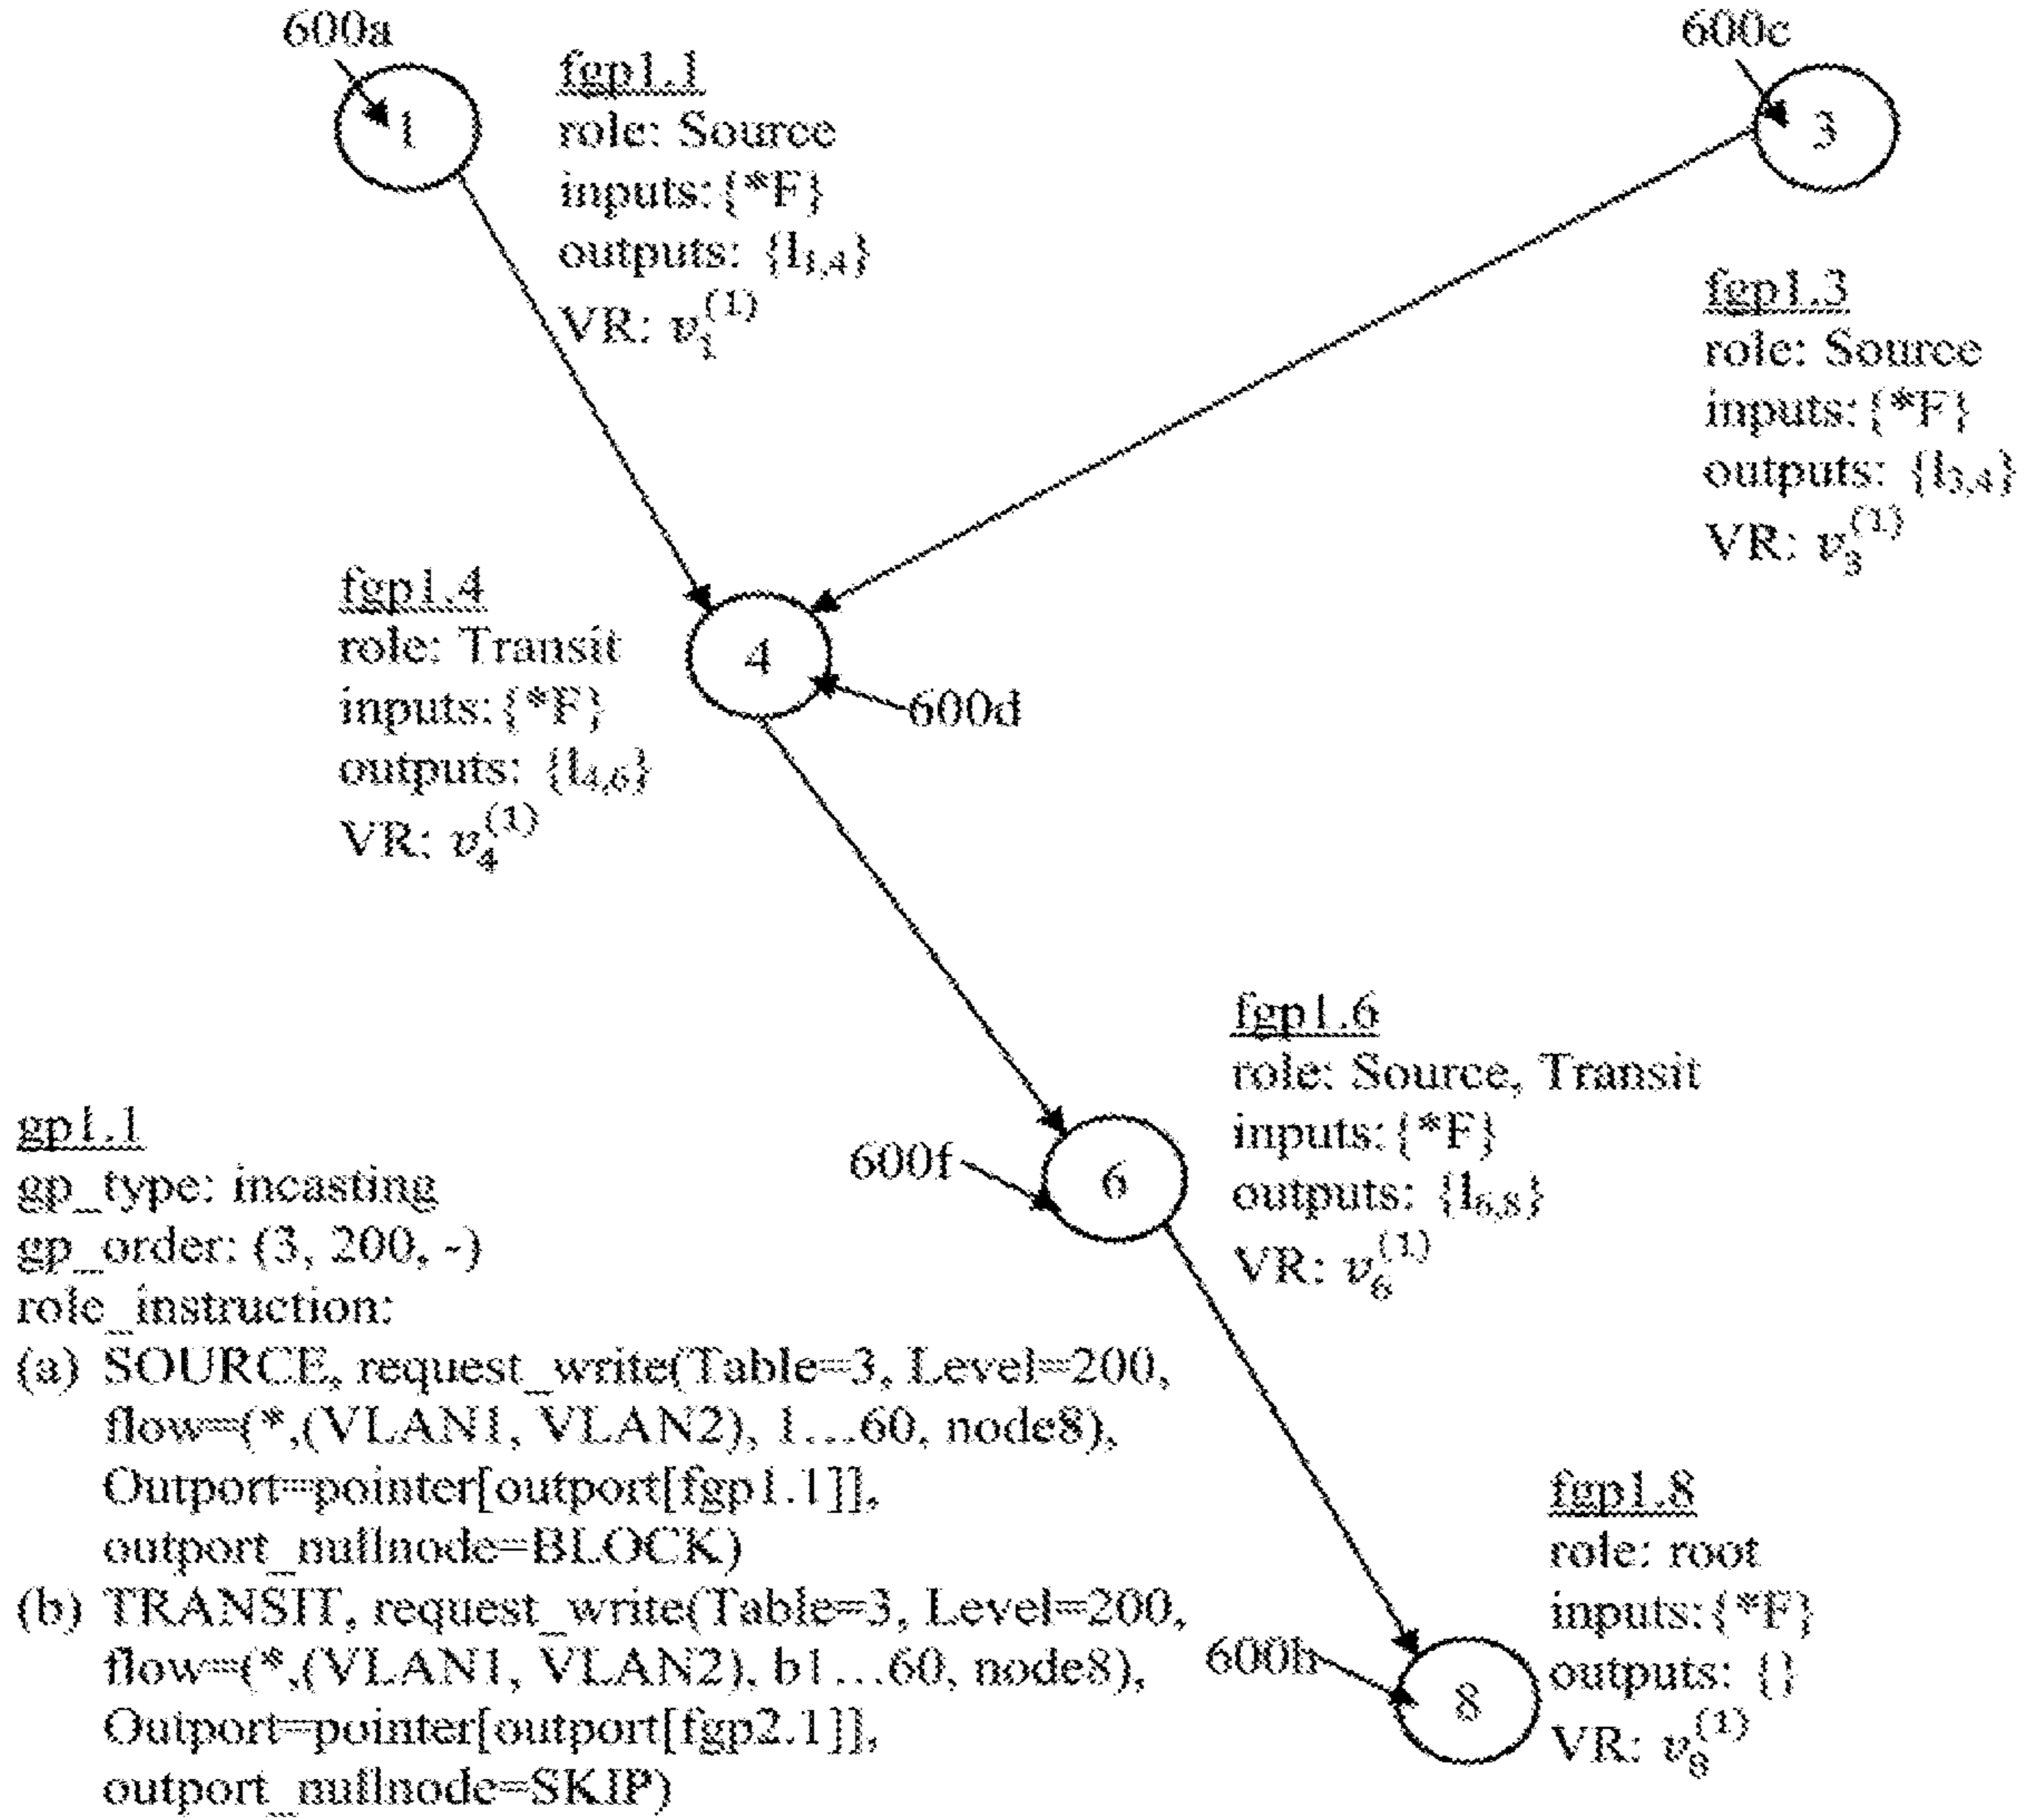 600a
1
fgp1.1
role: Source
inputs:{*F}
outputs: {l1,4}
VR: v1(1)
600c
3
fgp1.3
role: Source
inputs:{*F}
outputs: {l3,4}
VR: v3(1)
fgp1.4
role: Transit
inputs:{*F}
outputs: {l4,6}
VR: v4(1)
4
600d
fgp1.6
role: Source, Transit
inputs:{*F}
outputs: {l6,8}
VR: v6(1)
600f
6
gp1.1
gp_type: incasting
gp_order: (3, 200, -)
role_instruction:
(a) SOURCE, request_write(Table=3, Level=200,
flow=(*,(VLAN1, VLAN2), 1...60, node8),
Outport=pointer[outport[fgp1.1]],
outport_nullnode=BLOCK)
(b) TRANSIT, request_write(Table=3, Level=200,
flow=(*,(VLAN1, VLAN2), b1...60, node8),
Outport=pointer[outport[fgp2.1]],
outport_nullnode=SKIP)
600h
8
fgp1.8
role: root
inputs:{*F}
outputs: {}
VR: v8(1)